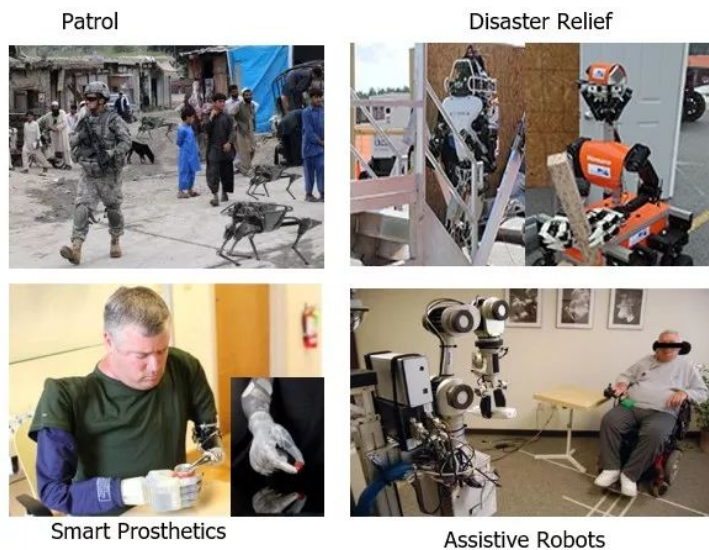 Patrol
Disaster Relief
Smart Prosthetics
Assistive Robots